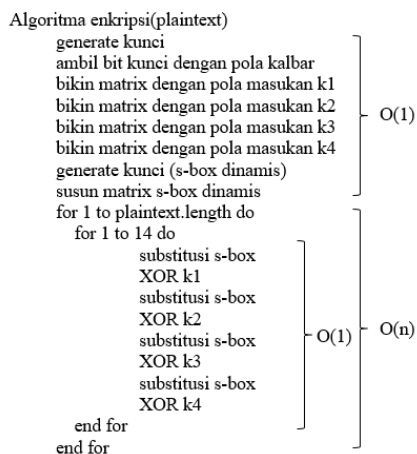 Algoritma enkripsi(plaintext)
generate kunci
ambil bit kunci dengan pola kalbar
bikin matrix dengan pola masukan k1
bikin matrix dengan pola masukan k2
bikin matrix dengan pola masukan k3
bikin matrix dengan pola masukan k4
generate kunci (s-box dinamis)
susun matrix s-box dinamis
O(1)
for 1 to plaintext.length do
for 1 to 14 do
substitusi s-box
XOR k1
substitusi s-box
XOR k2
substitusi s-box
XOR k3
substitusi s-box
XOR k4
O(1)
O(n)
end for
end for